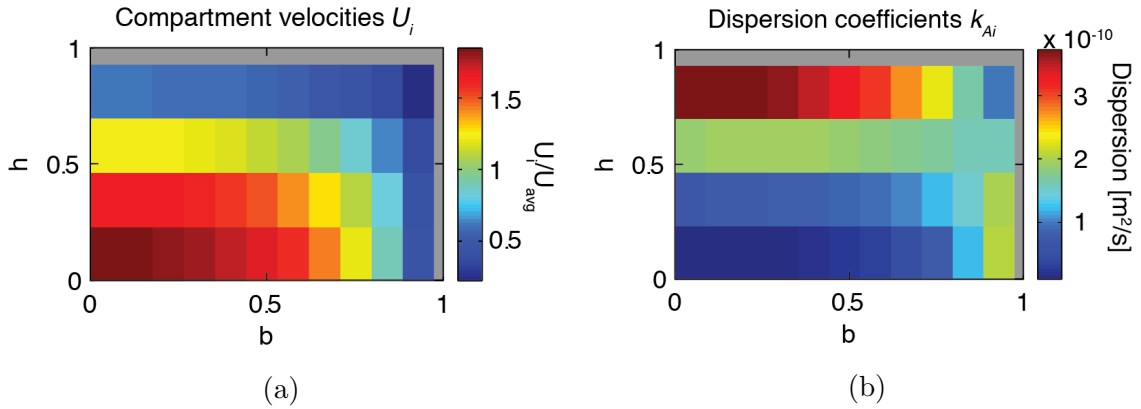 Compartment velocities U_i
1
h
0.5
0
0
0.5
1
b
1.5
1
0.5
U_i/U_avg
(a)
Dispersion coefficients k_Ai
1
h
0.5
0
0
0.5
1
b
x 10^-10
3
2
1
Dispersion [m²/s]
(b)